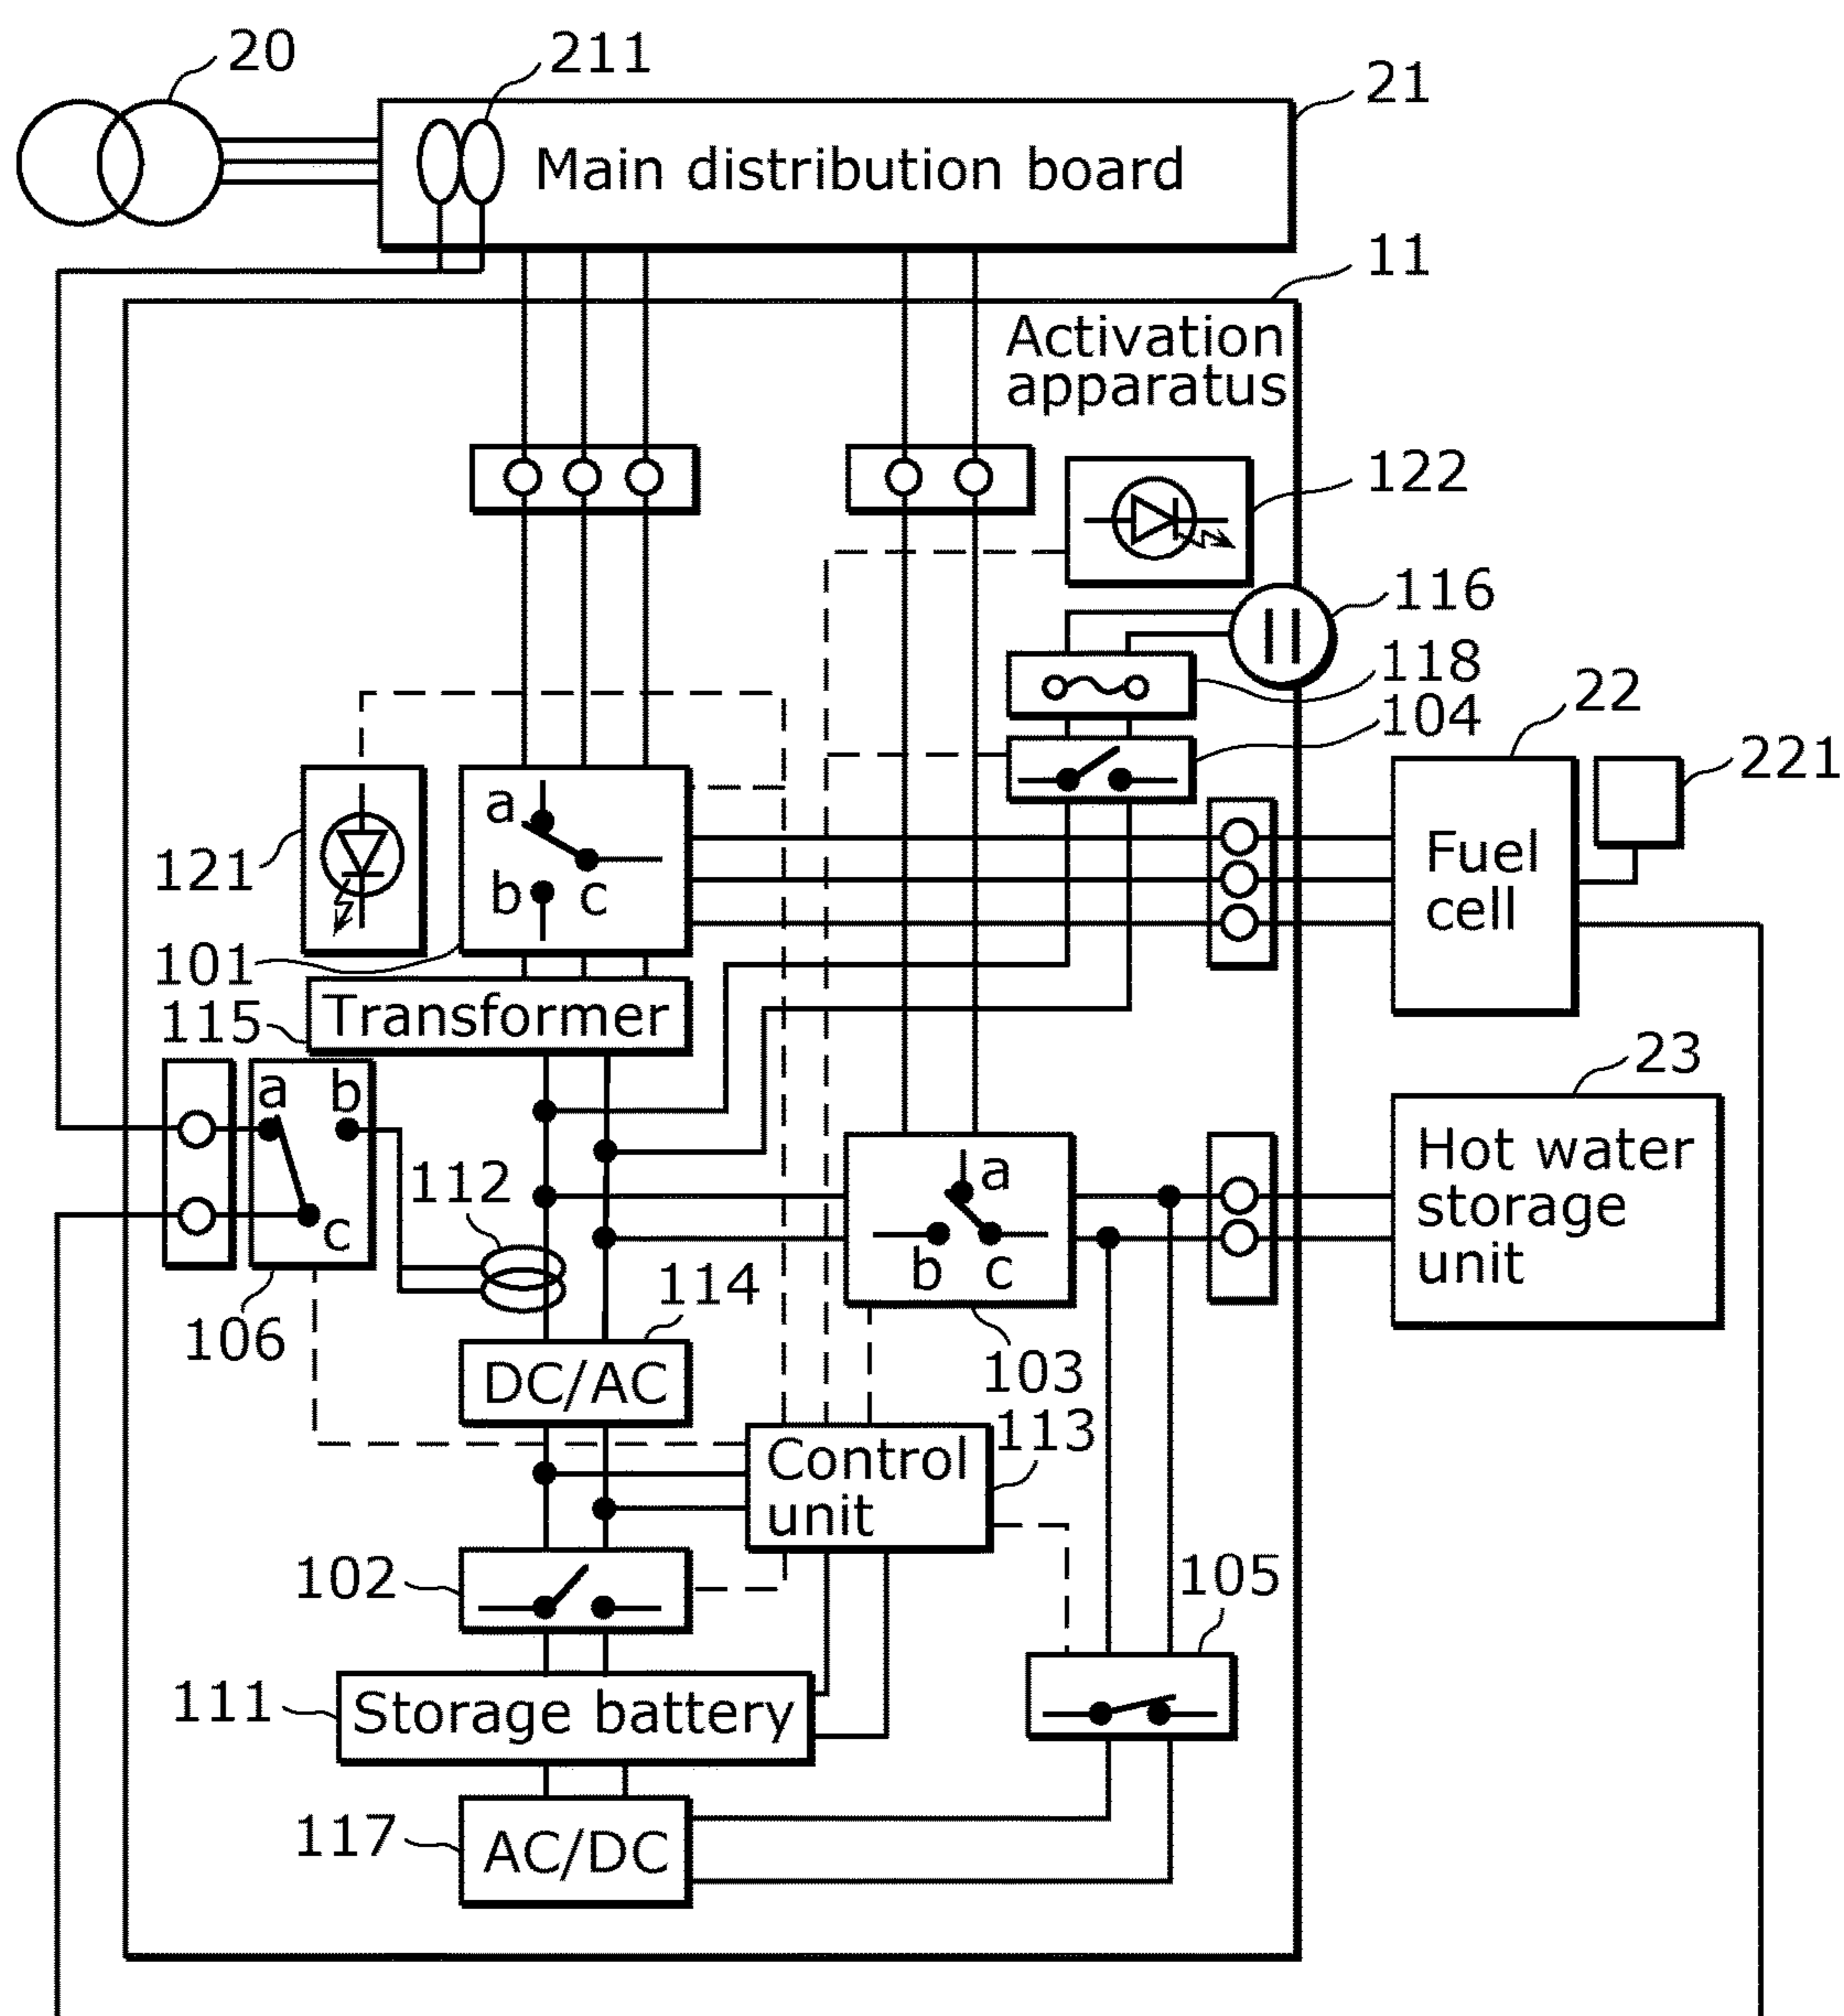 20
211
21
Main distribution board
11
Activation
apparatus
122
116
118
104
22
221
a
b
c
121
Fuel
cell
101
115
Transformer
23
a
b
c
112
a
b
c
Hot water
storage
unit
106
114
103
DC/AC
113
Control
unit
102
105
111
Storage battery
117
AC/DC